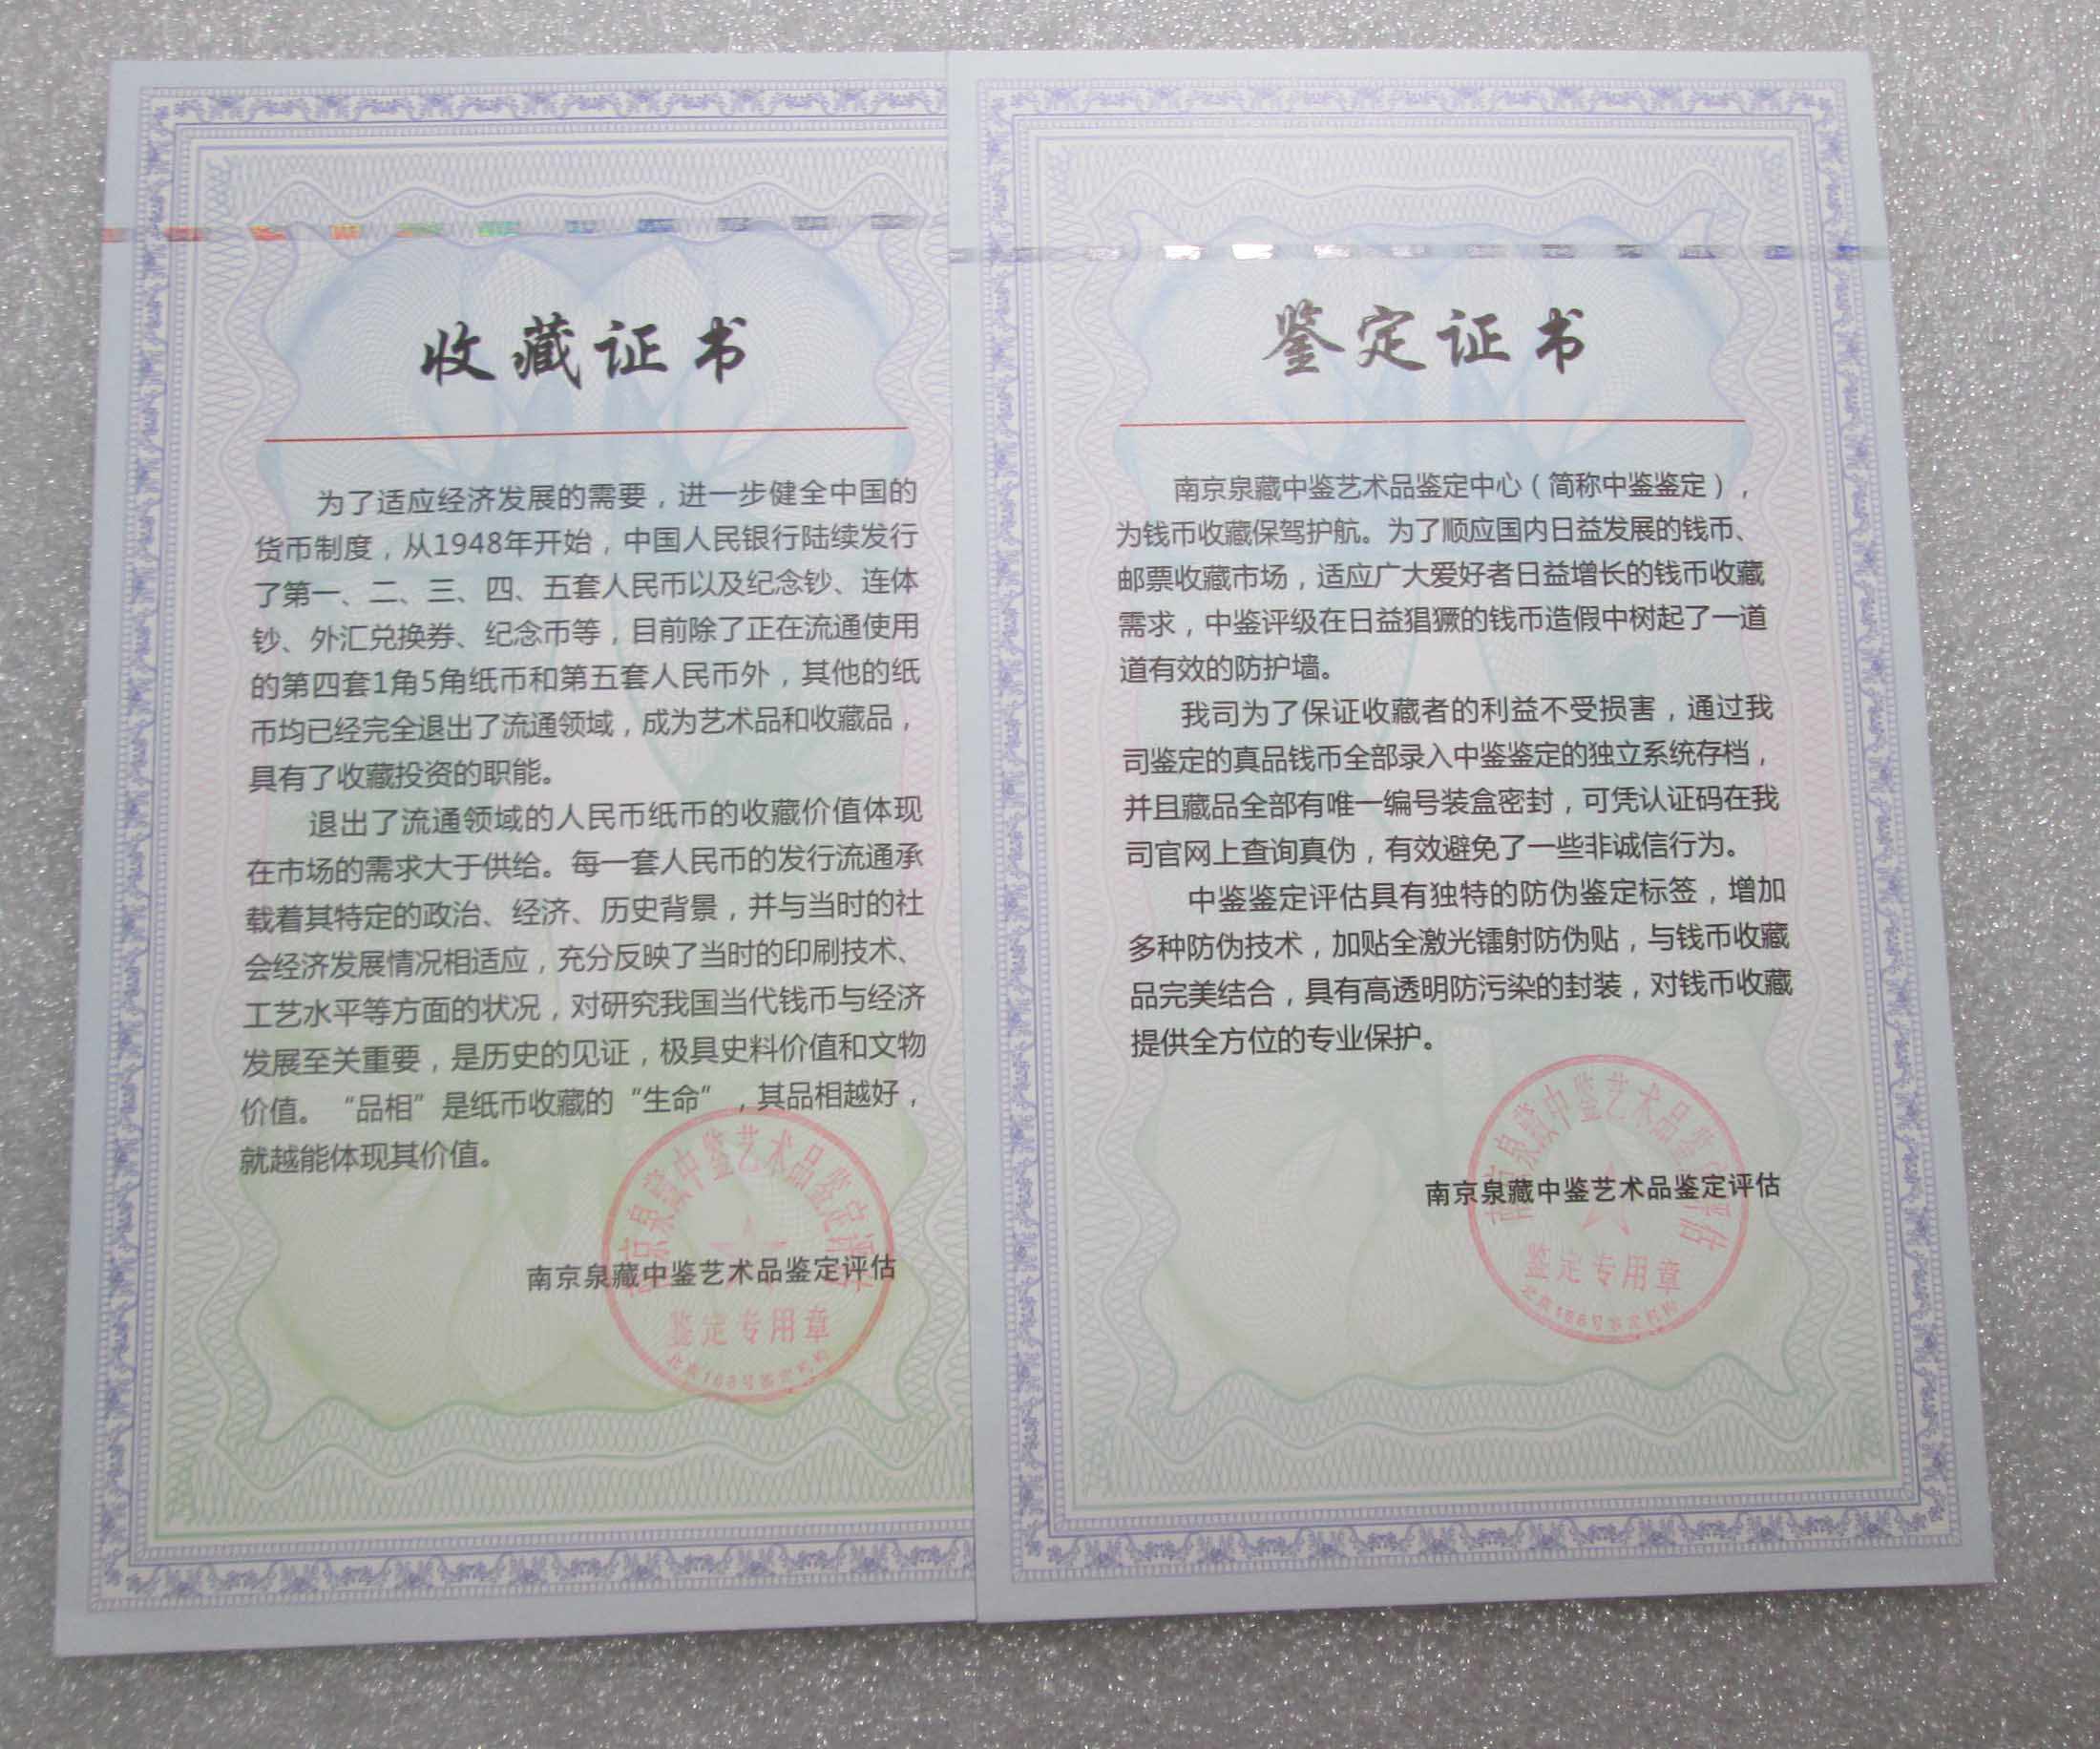 收藏证书
为了适应经济发展的需要，进一步健全中国的
货币制度，从1948年开始，中国人民银行陆续发行
了第一、二、三、四、五套人民币以及纪念钞、连体
钞、外汇兑换券、纪念币等，目前除了正在流通使用
的第四套1角5角纸币和第五套人民币外，其他的纸
币均已经完全退出了流通领域，成为艺术品和收藏品，
具有了收藏投资的职能。
退出了流通领域的人民币纸币的收藏价值体现
在市场的需求大于供给。每一套人民币的发行流通承
载着其特定的政治、经济、历史背景，并与当时的社
会经济发展情况相适应，充分反映了当时的印刷技术、
工艺水平等方面的状况，对研究我国当代钱币与经济
发展至关重要，是历史的见证，极具史料价值和文物
价值。“品相”是纸币收藏的“生命”，其品相越好，
就越能体现其价值。
南京泉藏中鉴艺术品鉴定评估
南京泉藏中鉴艺术品鉴定评估
鉴定专用章
鉴定证书
南京泉藏中鉴艺术品鉴定中心（简称中鉴鉴定），
为钱币收藏保驾护航。为了顺应国内日益发展的钱币、
邮票收藏市场，适应广大爱好者日益增长的钱币收藏
需求，中鉴评级在日益猖獗的钱币造假中树起了一道
道有效的防护墙。
我司为了保证收藏者的利益不受损害，通过我
司鉴定的真品钱币全部录入中鉴鉴定的独立系统存档，
并且藏品全部有唯一编号装盒密封，可凭认证码在我
司官网上查询真伪，有效避免了一些非诚信行为。
中鉴鉴定评估具有独特的防伪鉴定标签，增加
多种防伪技术，加贴全激光镭射防伪贴，与钱币收藏
品完美结合，具有高透明防污染的封装，对钱币收藏
提供全方位的专业保护。
南京泉藏中鉴艺术品鉴定评估
南京泉藏中鉴艺术品鉴定评估
鉴定专用章